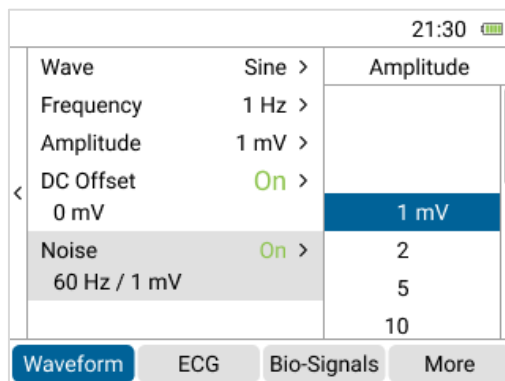 21:30
Wave Sine >
Frequency 1 Hz >
Amplitude 1 mV >
DC Offset On >
0 mV
Noise On >
60 Hz / 1 mV
<
Amplitude
1 mV
2
5
10
Waveform ECG Bio-Signals More